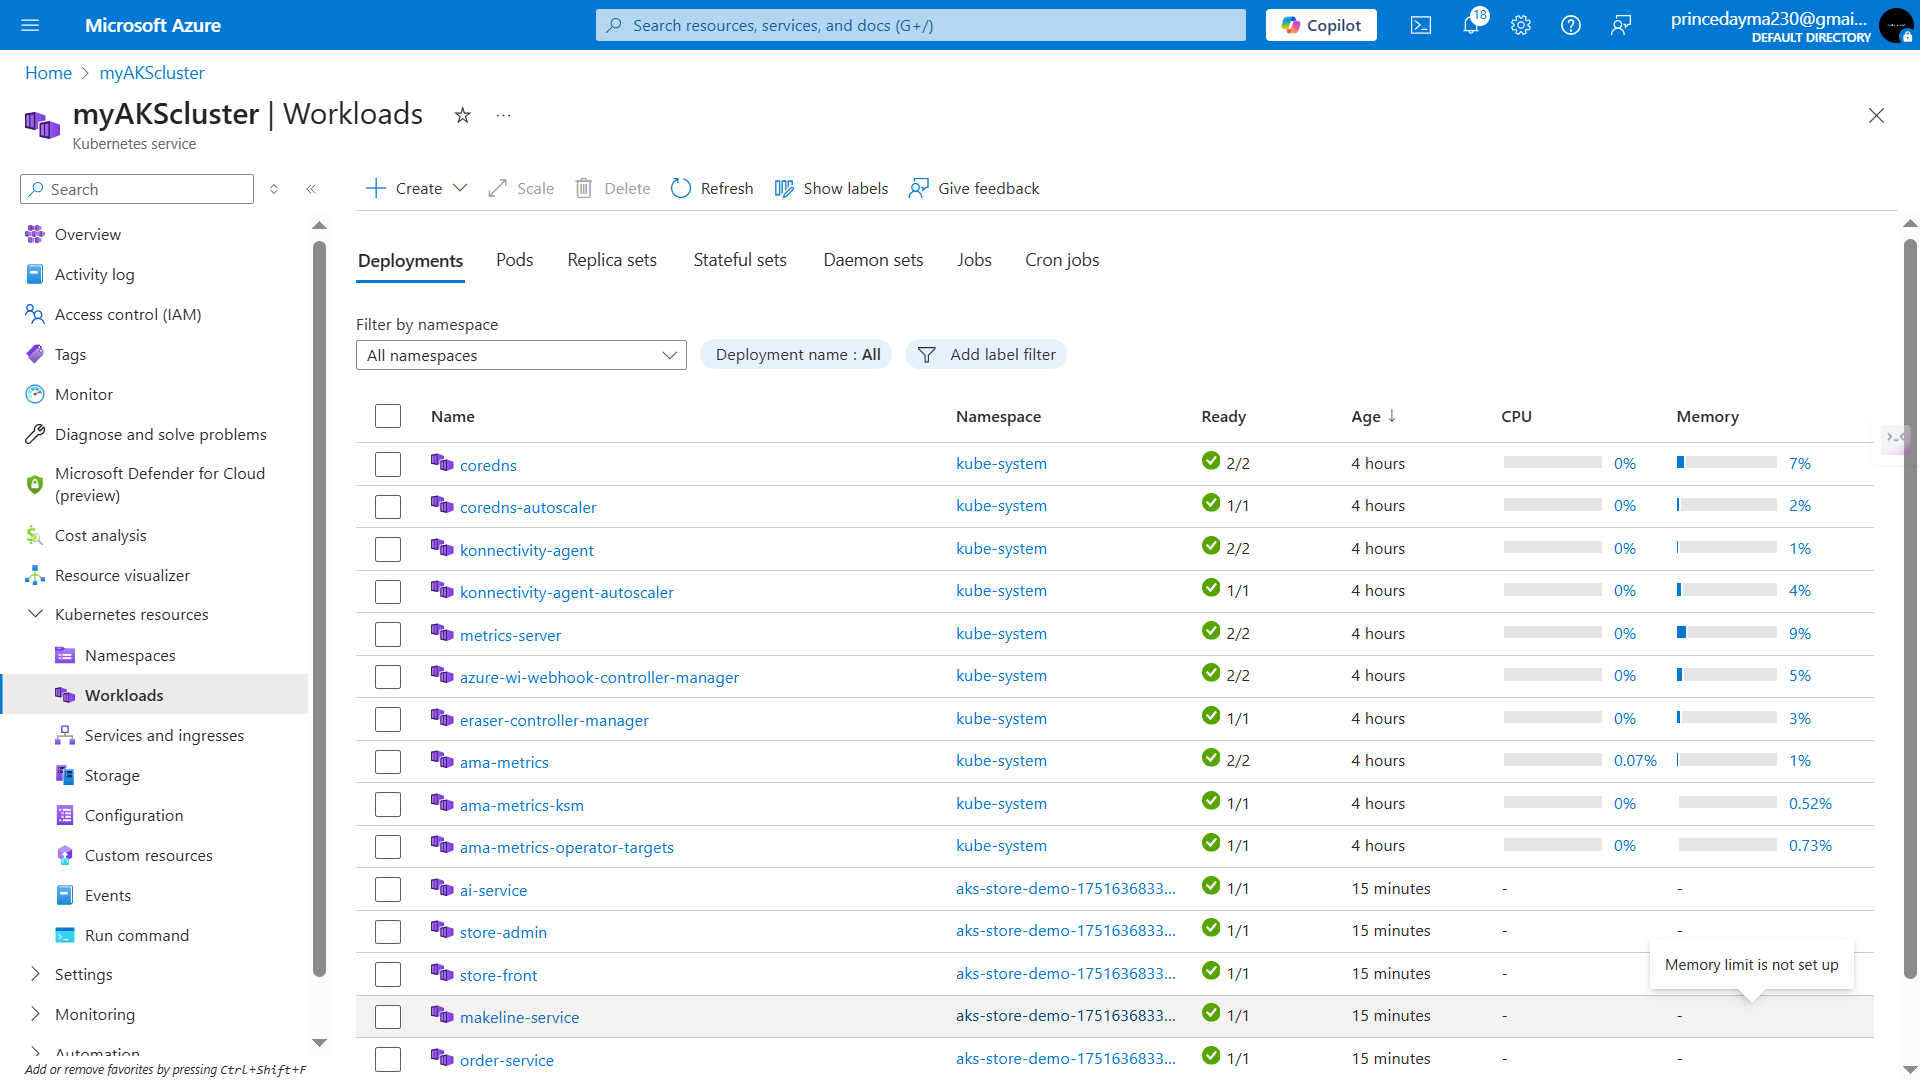 Microsoft Azure
Search resources, services, and docs (G+/)
Copilot
18
princedayma230@gmai...
DEFAULT DIRECTORY
Home > myAKScluster
myAKScluster | Workloads
Kubernetes service
Search
Create
Scale
Delete
Refresh
Show labels
Give feedback
Overview
Activity log
Access control (IAM)
Tags
Monitor
Diagnose and solve problems
Microsoft Defender for Cloud
(preview)
Cost analysis
Resource visualizer
Kubernetes resources
Namespaces
Workloads
Services and ingresses
Storage
Configuration
Custom resources
Events
Run command
Settings
Monitoring
Automation
Add or remove favorites by pressing Ctrl+Shift+F
Deployments Pods Replica sets Stateful sets Daemon sets Jobs Cron jobs
Filter by namespace
All namespaces
Deployment name : All
Add label filter
Name Namespace Ready Age ↓ CPU Memory
coredns kube-system 2/2 4 hours 0% 7%
coredns-autoscaler kube-system 1/1 4 hours 0% 2%
konnectivity-agent kube-system 2/2 4 hours 0% 1%
konnectivity-agent-autoscaler kube-system 1/1 4 hours 0% 4%
metrics-server kube-system 2/2 4 hours 0% 9%
azure-wi-webhook-controller-manager kube-system 2/2 4 hours 0% 5%
eraser-controller-manager kube-system 1/1 4 hours 0% 3%
ama-metrics kube-system 2/2 4 hours 0.07% 1%
ama-metrics-ksm kube-system 1/1 4 hours 0% 0.52%
ama-metrics-operator-targets kube-system 1/1 4 hours 0% 0.73%
ai-service aks-store-demo-1751636833... 1/1 15 minutes - -
store-admin aks-store-demo-1751636833... 1/1 15 minutes - -
store-front aks-store-demo-1751636833... 1/1 15 minutes -
Memory limit is not set up
makeline-service aks-store-demo-1751636833... 1/1 15 minutes - -
order-service aks-store-demo-1751636833... 1/1 15 minutes - -